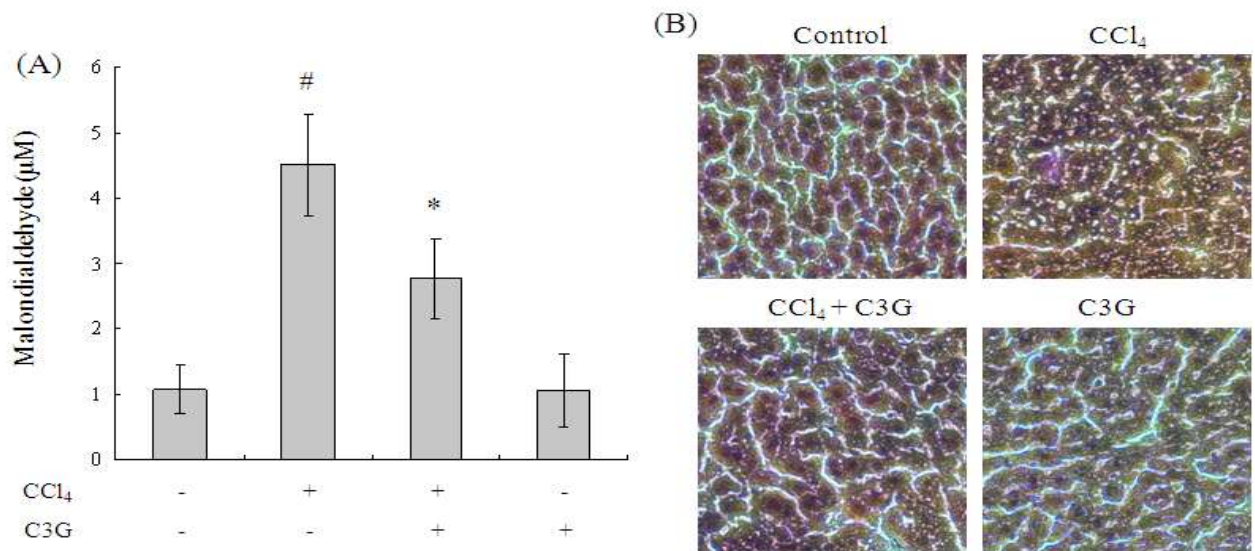 (A)
Malondialdehyde (μM)
6
5
4
3
2
1
0
#
*
CCl₄ - + + -
C3G - - + +
(B)
Control CCl₄
CCl₄ + C3G C3G